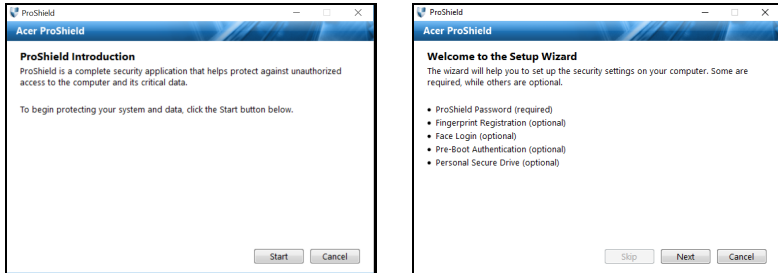 ProShield
Acer ProShield
ProShield Introduction
ProShield is a complete security application that helps protect against unauthorized
access to the computer and its critical data.
To begin protecting your system and data, click the Start button below.
Start
Cancel
ProShield
Acer ProShield
Welcome to the Setup Wizard
The wizard will help you to set up the security settings on your computer. Some are
required, while others are optional.
• ProShield Password (required)
• Fingerprint Registration (optional)
• Face Login (optional)
• Pre-Boot Authentication (optional)
• Personal Secure Drive (optional)
Skip
Next
Cancel